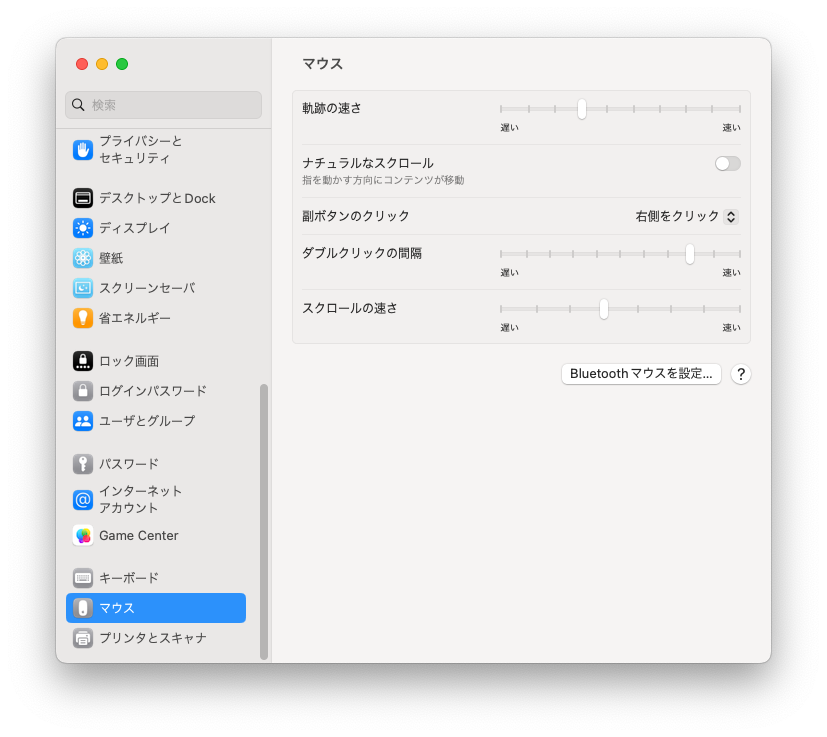 検索
プライバシーと
セキュリティ
デスクトップとDock
ディスプレイ
壁紙
スクリーンセーバ
省エネルギー
ロック画面
ログインパスワード
ユーザとグループ
パスワード
インターネット
アカウント
Game Center
キーボード
マウス
プリンタとスキャナ
マウス
軌跡の速さ
遅い
速い
ナチュラルなスクロール
指を動かす方向にコンテンツが移動
副ボタンのクリック
右側をクリック
ダブルクリックの間隔
遅い
速い
スクロールの速さ
遅い
速い
Bluetoothマウスを設定...
?